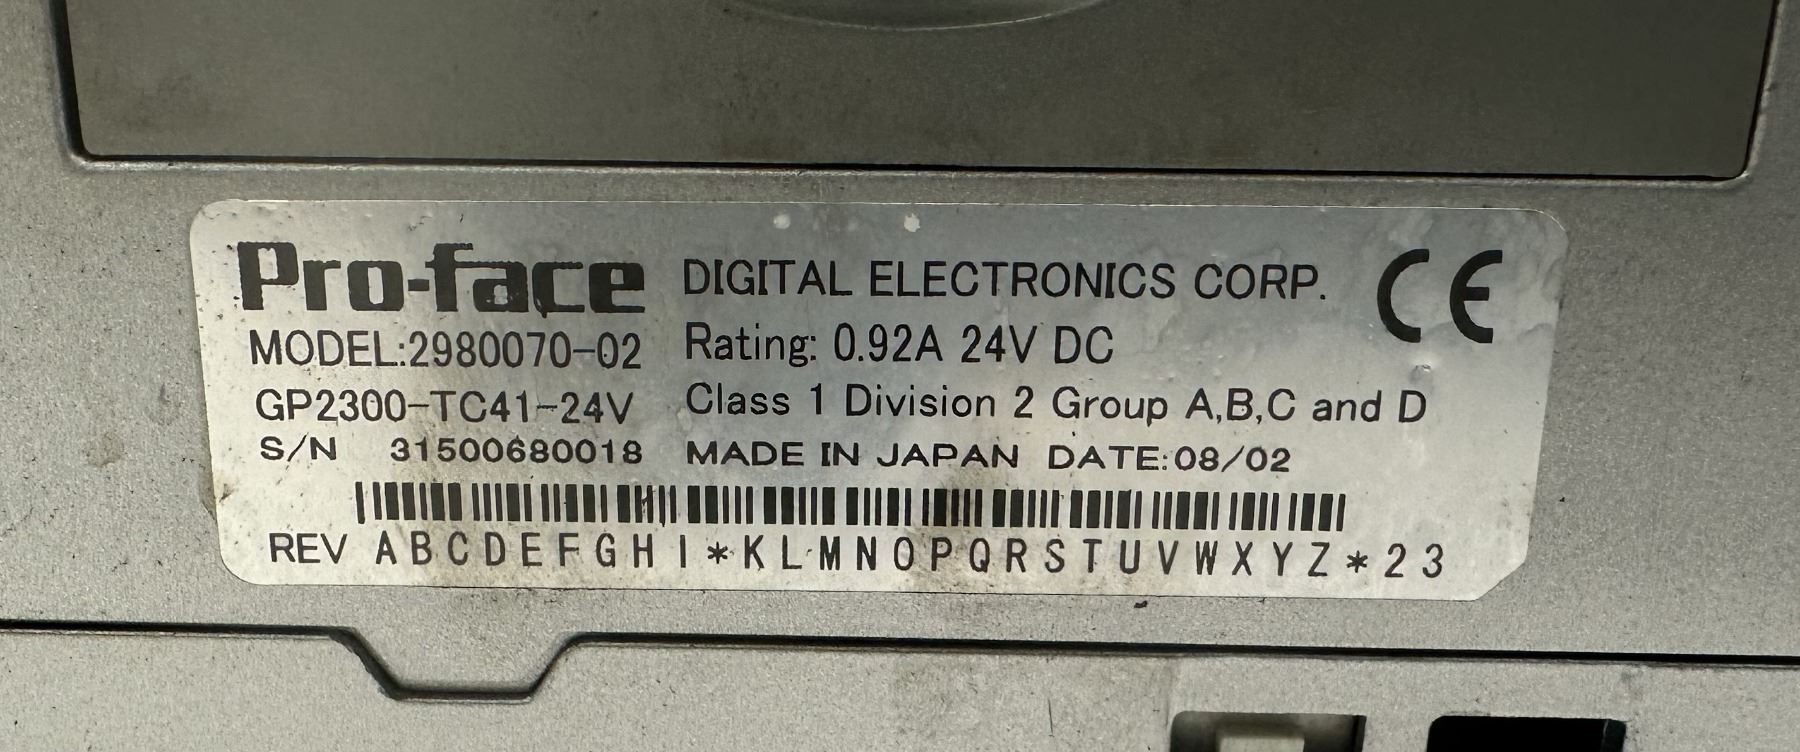 Pro-face DIGITAL ELECTRONICS CORP. CE
MODEL:2980070-02 Rating: 0.92A 24V DC
GP2300-TC41-24V Class 1 Division 2 Group A,B,C and D
S/N 31500680018 MADE IN JAPAN DATE:08/02
REV A B C D E F G H I * K L M N O P Q R S T U V W X Y Z * 2 3